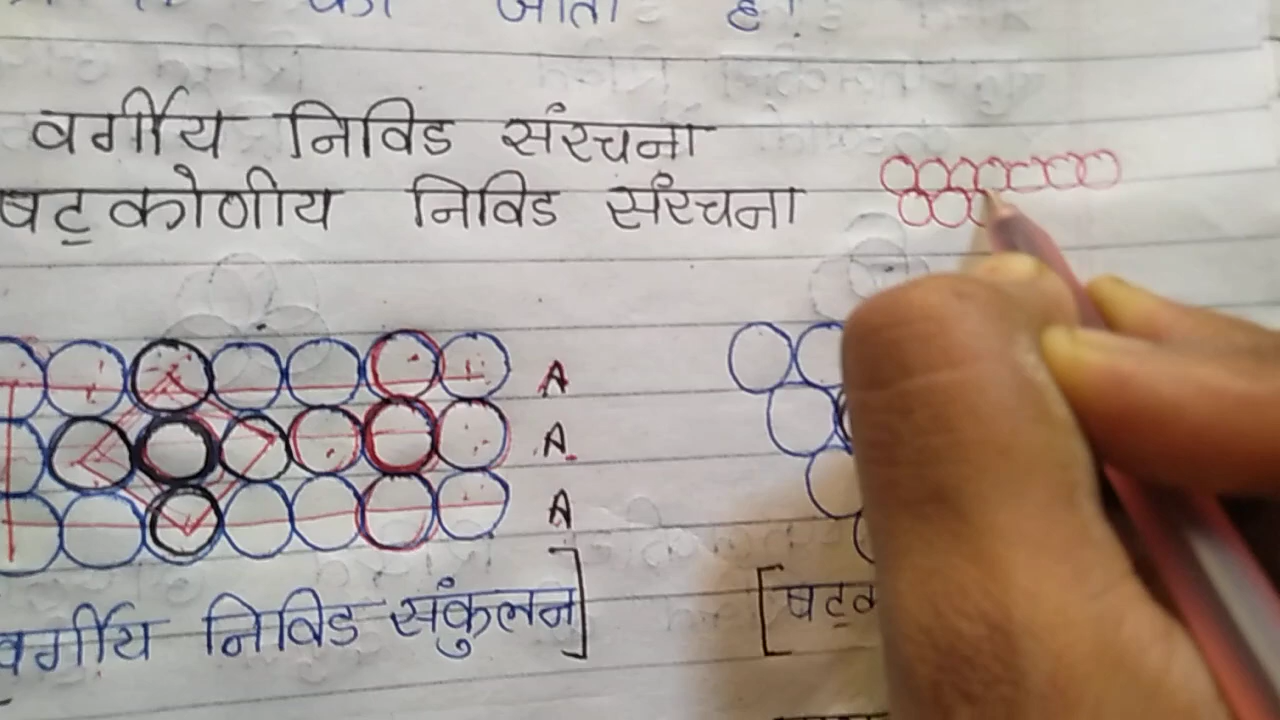 की जाता है।
वर्गीय निविड संरचना
षट्कोणीय निविड संरचना
A
A
A
वर्गीय निविड संकुलन]
[षट्क